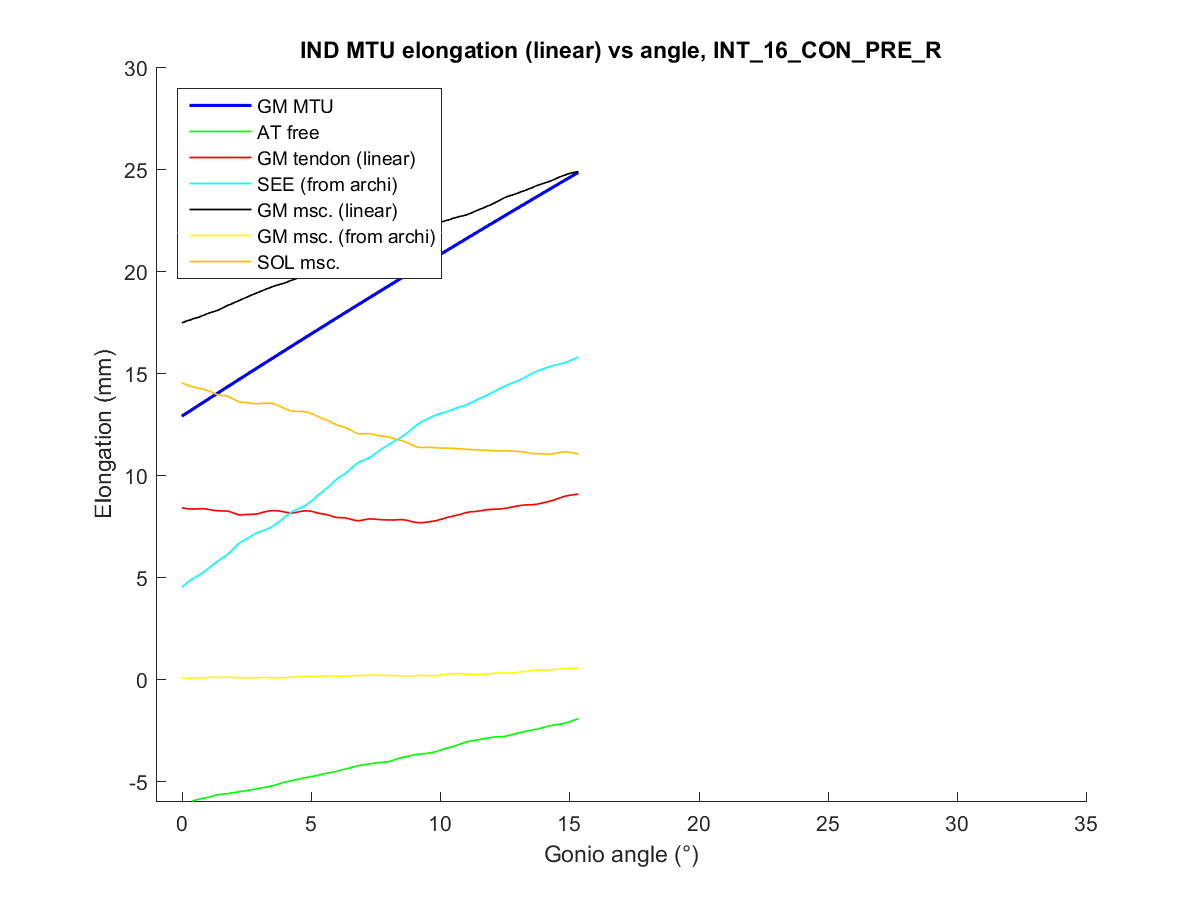 IND MTU elongation (linear) vs angle, INT_16_CON_PRE_R
30
25
20
15
10
5
0
-5
Elongation (mm)
GM MTU
AT free
GM tendon (linear)
SEE (from archi)
GM msc. (linear)
GM msc. (from archi)
SOL msc.
0 5 10 15 20 25 30 35
Gonio angle (°)